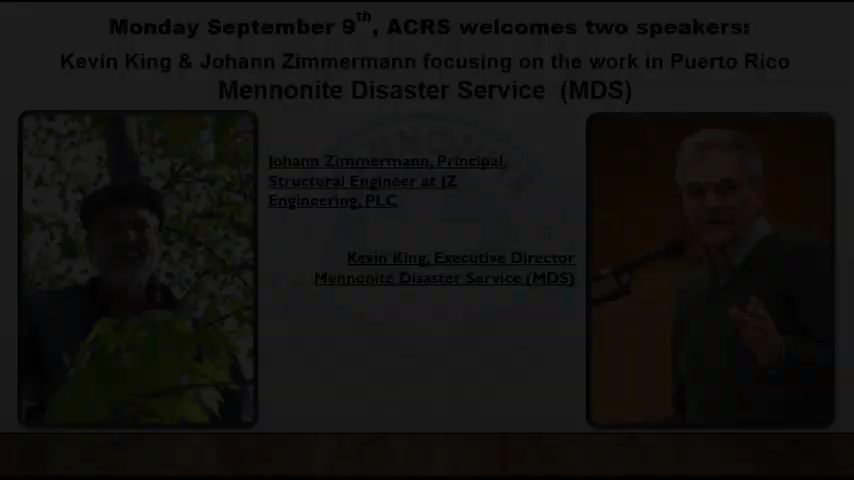 Monday September 9th, ACRS welcomes two speakers:
Kevin King & Johann Zimmermann focusing on the work in Puerto Rico
Mennonite Disaster Service (MDS)
Johann Zimmermann, Principal
Structural Engineer at JZ
Engineering, PLC
Kevin King, Executive Director
Mennonite Disaster Service (MDS)